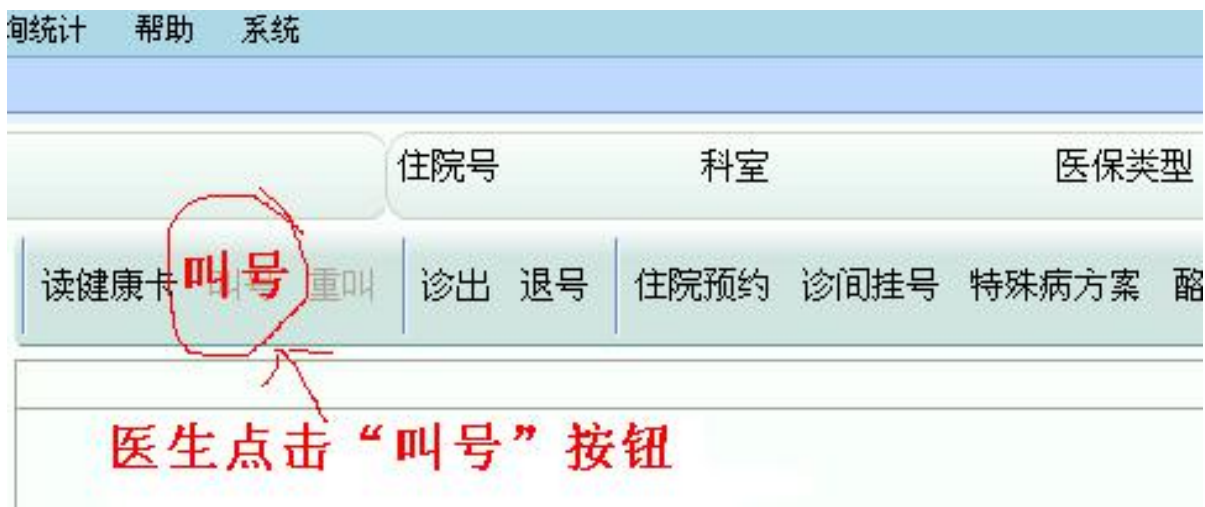 询统计 帮助 系统
住院号 科室 医保类型
读健康卡 叫号 重叫 诊出 退号 住院预约 诊间挂号 特殊病方案
医生点击“叫号”按钮